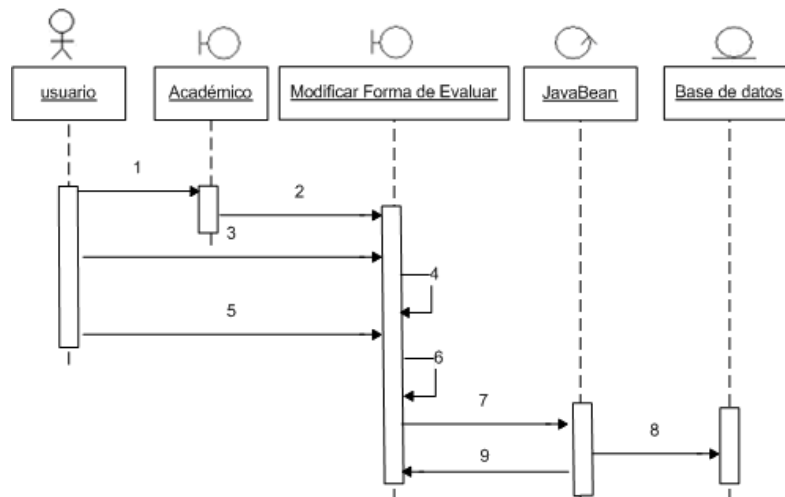 usuario
Académico
Modificar Forma de Evaluar
JavaBean
Base de datos
1
2
3
4
5
6
7
8
9